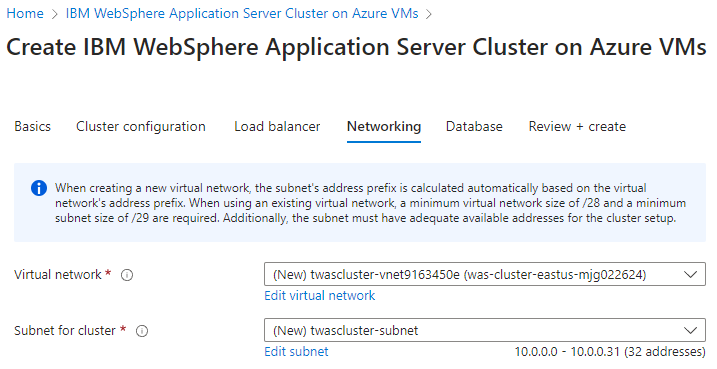 Home > IBM WebSphere Application Server Cluster on Azure VMs >
Create IBM WebSphere Application Server Cluster on Azure VMs
Basics Cluster configuration Load balancer Networking Database Review + create
When creating a new virtual network, the subnet's address prefix is calculated automatically based on the virtual
network's address prefix. When using an existing virtual network, a minimum virtual network size of /28 and a minimum
subnet size of /29 are required. Additionally, the subnet must have adequate available addresses for the cluster setup.
Virtual network * (New) twascluster-vnet9163450e (was-cluster-eastus-mjg022624)
Edit virtual network
Subnet for cluster * (New) twascluster-subnet
Edit subnet 10.0.0.0 - 10.0.0.31 (32 addresses)